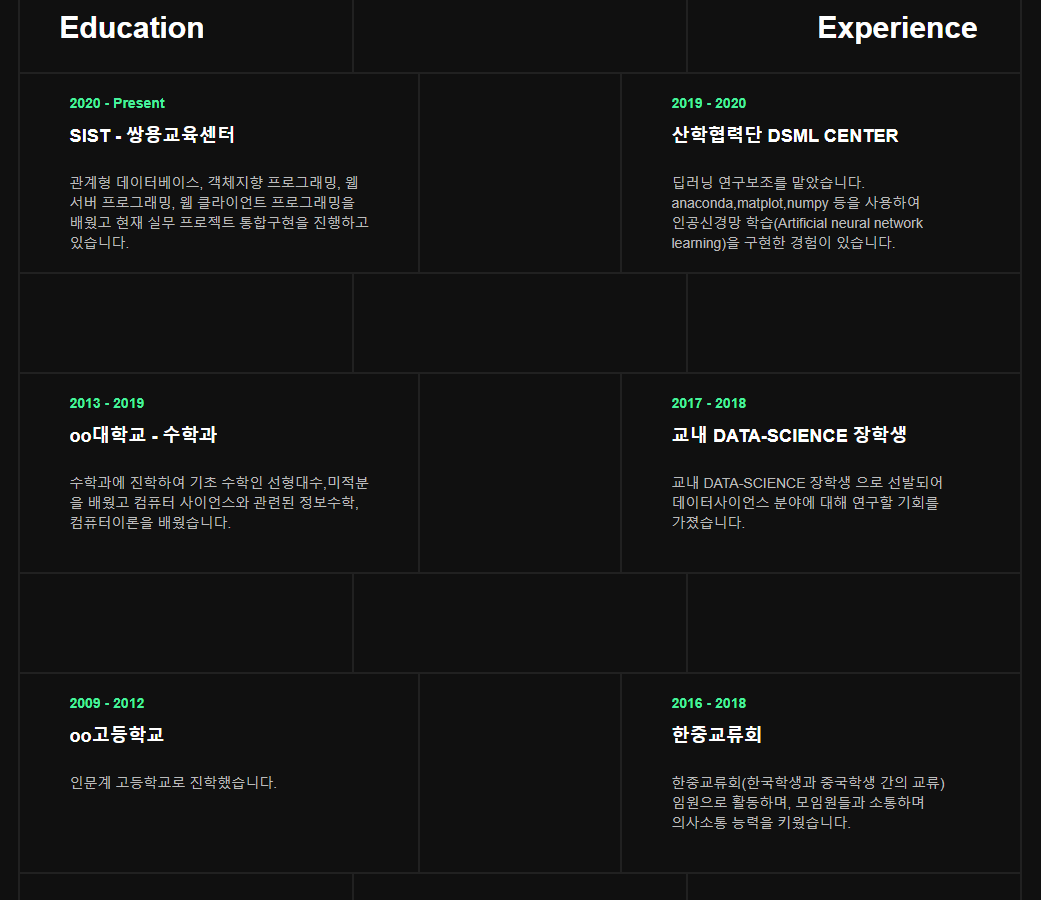 Education
Experience
2020 - Present
SIST - 쌍용교육센터
관계형 데이터베이스, 객체지향 프로그래밍, 웹
서버 프로그래밍, 웹 클라이언트 프로그래밍을
배웠고 현재 실무 프로젝트 통합구현을 진행하고
있습니다.
2019 - 2020
산학협력단 DSML CENTER
딥러닝 연구보조를 맡았습니다.
anaconda,matplot,numpy 등을 사용하여
인공신경망 학습(Artificial neural network
learning)을 구현한 경험이 있습니다.
2013 - 2019
oo대학교 - 수학과
수학과에 진학하여 기초 수학인 선형대수,미적분
을 배웠고 컴퓨터 사이언스와 관련된 정보수학,
컴퓨터이론을 배웠습니다.
2017 - 2018
교내 DATA-SCIENCE 장학생
교내 DATA-SCIENCE 장학생 으로 선발되어
데이터사이언스 분야에 대해 연구할 기회를
가졌습니다.
2009 - 2012
oo고등학교
인문계 고등학교로 진학했습니다.
2016 - 2018
한중교류회
한중교류회(한국학생과 중국학생 간의 교류)
임원으로 활동하며, 모임원들과 소통하며
의사소통 능력을 키웠습니다.